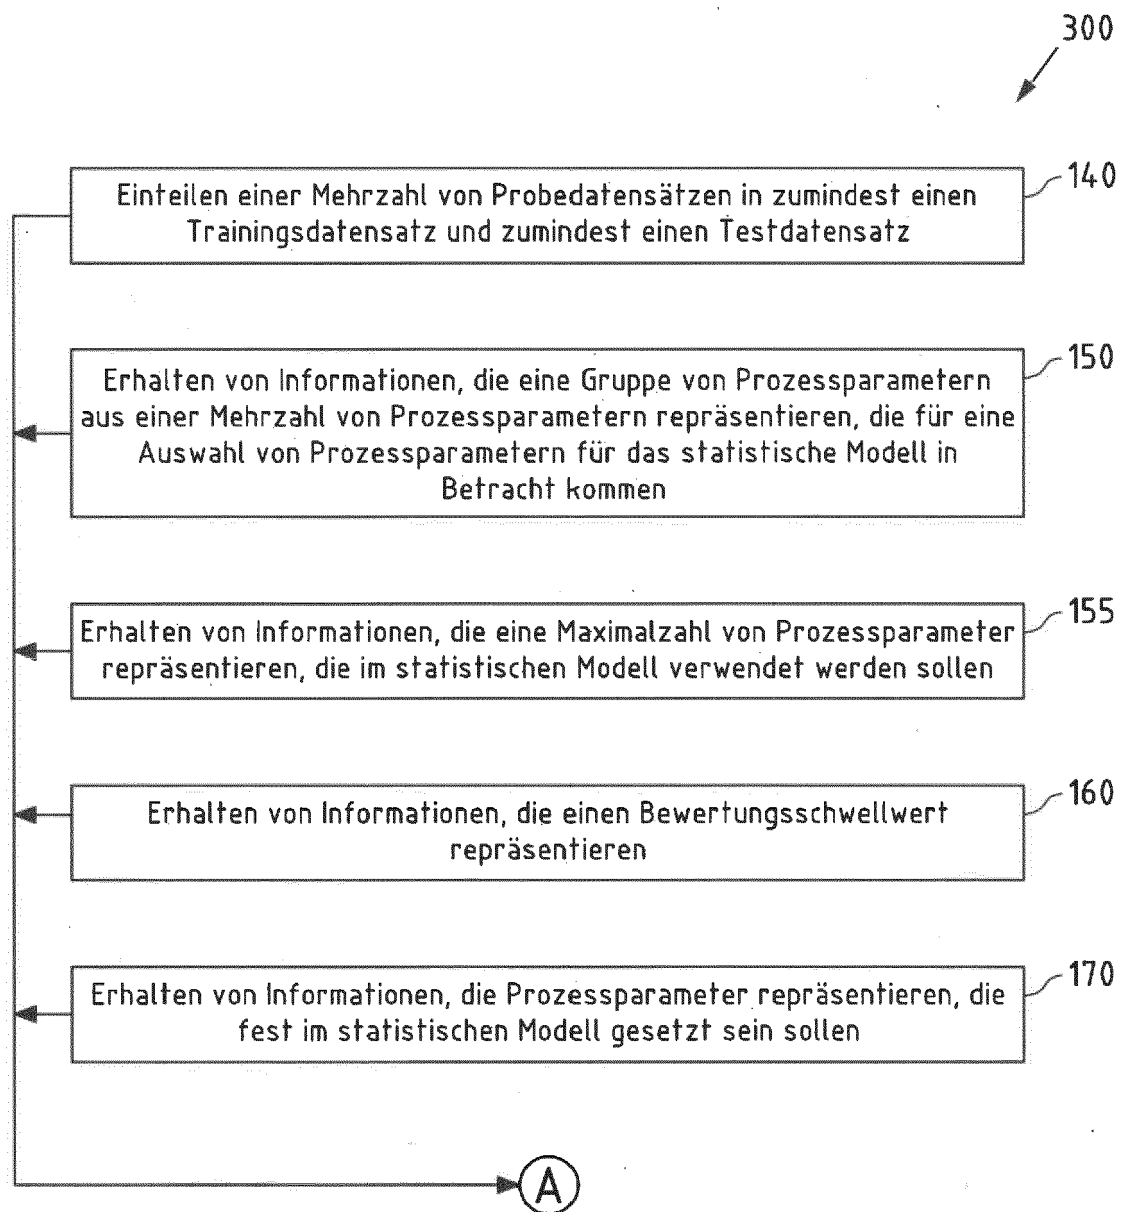 300
140
Einteilen einer Mehrzahl von Probedatensätzen in zumindest einen
Trainingsdatensatz und zumindest einen Testdatensatz
150
Erhalten von Informationen, die eine Gruppe von Prozessparametern
aus einer Mehrzahl von Prozessparametern repräsentieren, die für eine
Auswahl von Prozessparametern für das statistische Modell in
Betracht kommen
155
Erhalten von Informationen, die eine Maximalzahl von Prozessparameter
repräsentieren, die im statistischen Modell verwendet werden sollen
160
Erhalten von Informationen, die einen Bewertungsschwellwert
repräsentieren
170
Erhalten von Informationen, die Prozessparameter repräsentieren, die
fest im statistischen Modell gesetzt sein sollen
A